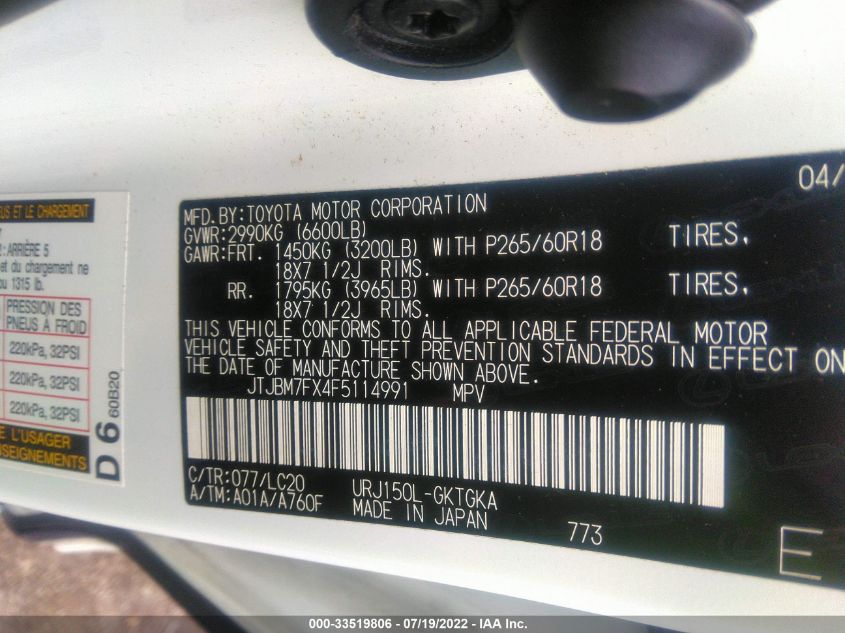 EUS ET LE CHARGEMENT
: ARRIÈRE 5
et du chargement ne
ou 1315 lb.
PRESSION DES
PNEUS À FROID
220kPa, 32PSI
220kPa, 32PSI
220kPa, 32PSI
E L'USAGER
SEIGNEMENTS
D 6 60B20
04/
MFD.BY:TOYOTA MOTOR CORPORATION
GVWR:2990KG (6600LB)
GAWR:FRT. 1450KG (3200LB) WITH P265/60R18 TIRES,
18X7 1/2J RIMS.
RR. 1795KG (3965LB) WITH P265/60R18 TIRES,
18X7 1/2J RIMS.
THIS VEHICLE CONFORMS TO ALL APPLICABLE FEDERAL MOTOR
VEHICLE SAFETY AND THEFT PREVENTION STANDARDS IN EFFECT ON
THE DATE OF MANUFACTURE SHOWN ABOVE.
JTJBM7FX4F5114991 MPV
C/TR:077/LC20 URJ150L-GKTGKA
A/TM:A01A/A760F MADE IN JAPAN 773
E
000-33519806 - 07/19/2022 - IAA Inc.